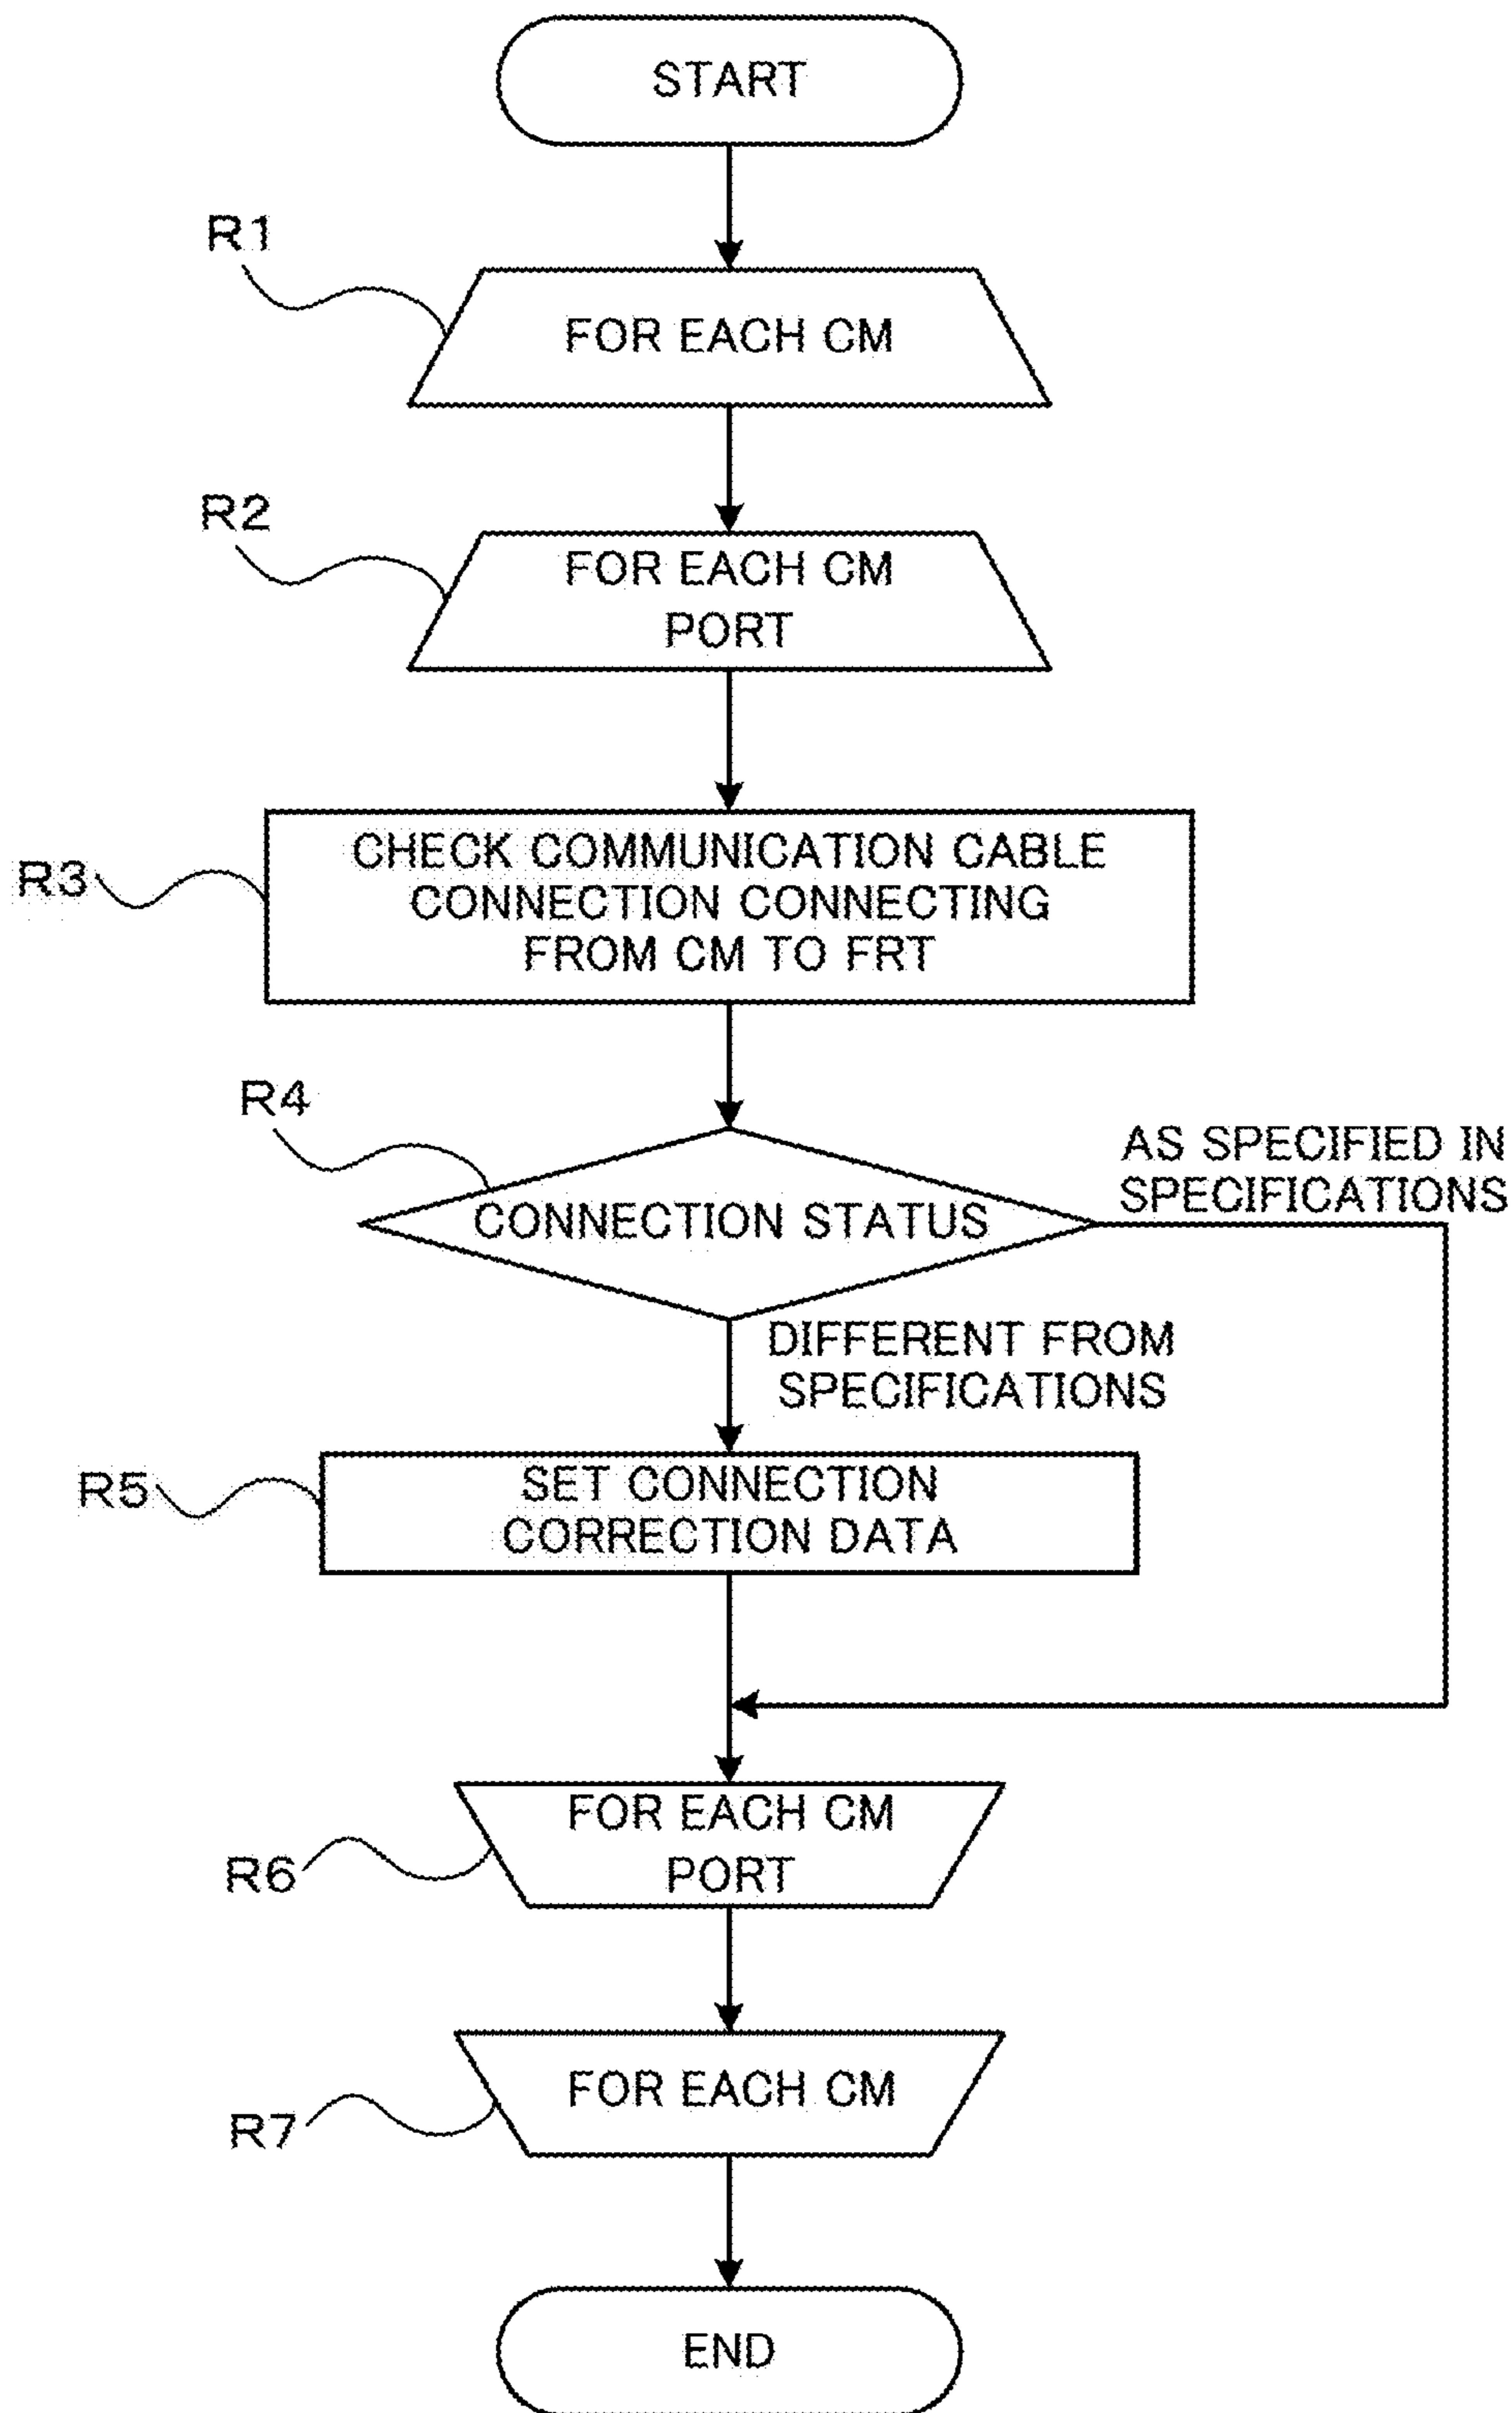 START
R1
FOR EACH CM
R2
FOR EACH CM
PORT
R3
CHECK COMMUNICATION CABLE
CONNECTION CONNECTING
FROM CM TO FRT
R4
CONNECTION STATUS
AS SPECIFIED IN
SPECIFICATIONS
DIFFERENT FROM
SPECIFICATIONS
R5
SET CONNECTION
CORRECTION DATA
R6
FOR EACH CM
PORT
R7
FOR EACH CM
END